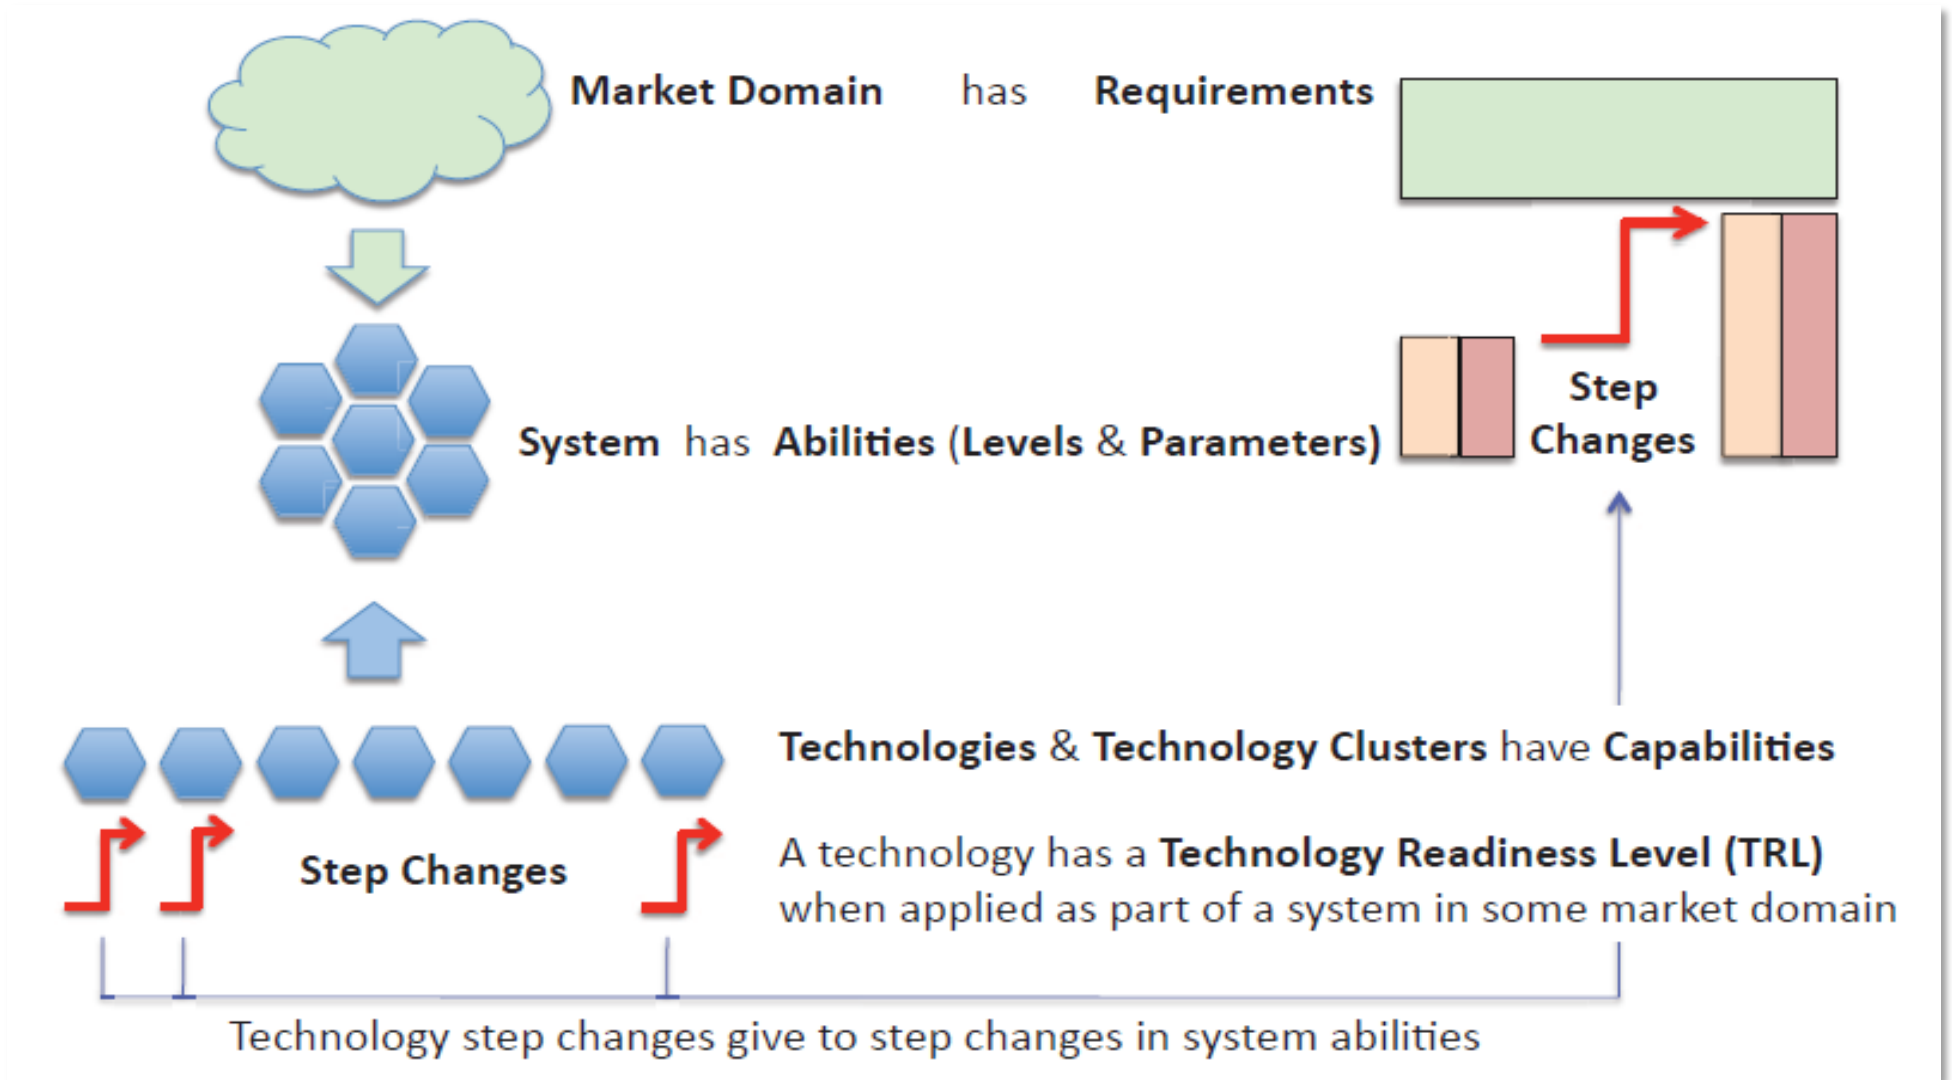 Market Domain has Requirements
System has Abilities (Levels & Parameters)
Step
Changes
Technologies & Technology Clusters have Capabilities
Step Changes
A technology has a Technology Readiness Level (TRL)
when applied as part of a system in some market domain
Technology step changes give to step changes in system abilities